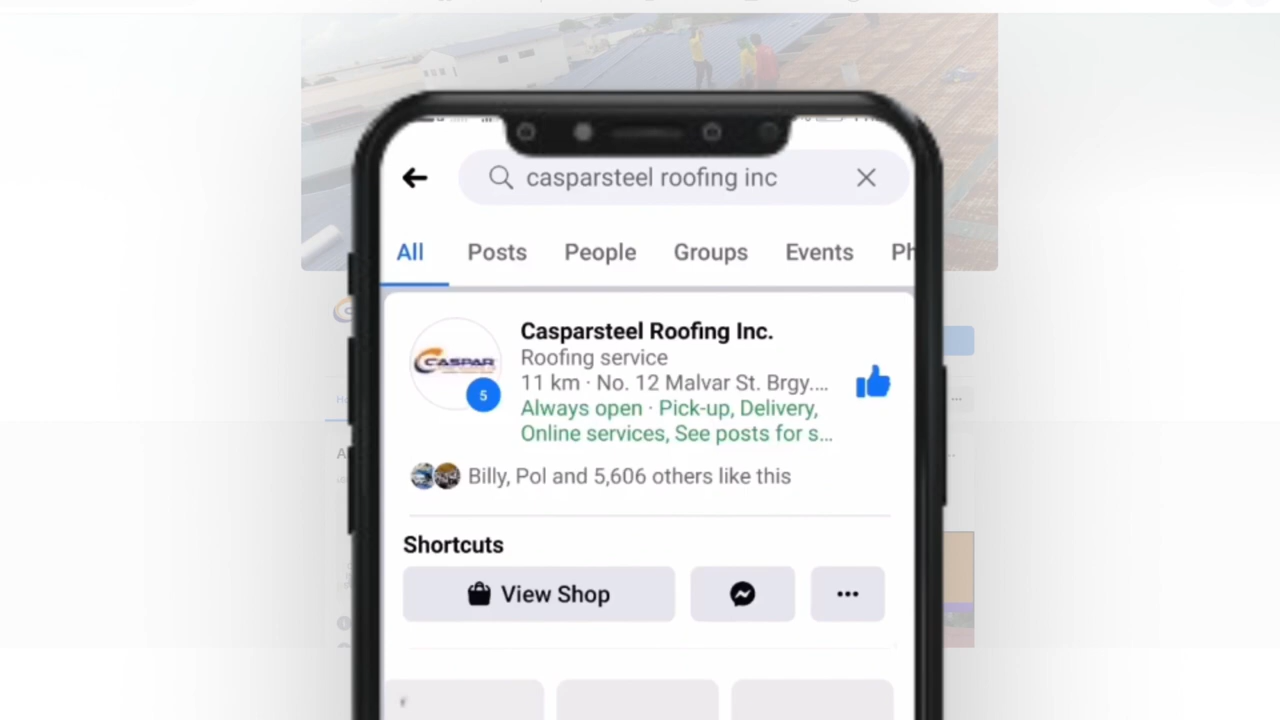 casparsteel roofing inc
All Posts People Groups Events Ph
Casparsteel Roofing Inc.
Roofing service
11 km · No. 12 Malvar St. Brgy....
Always open · Pick-up, Delivery,
Online services, See posts for s...
CASPAR
5
Billy, Pol and 5,606 others like this
Shortcuts
View Shop